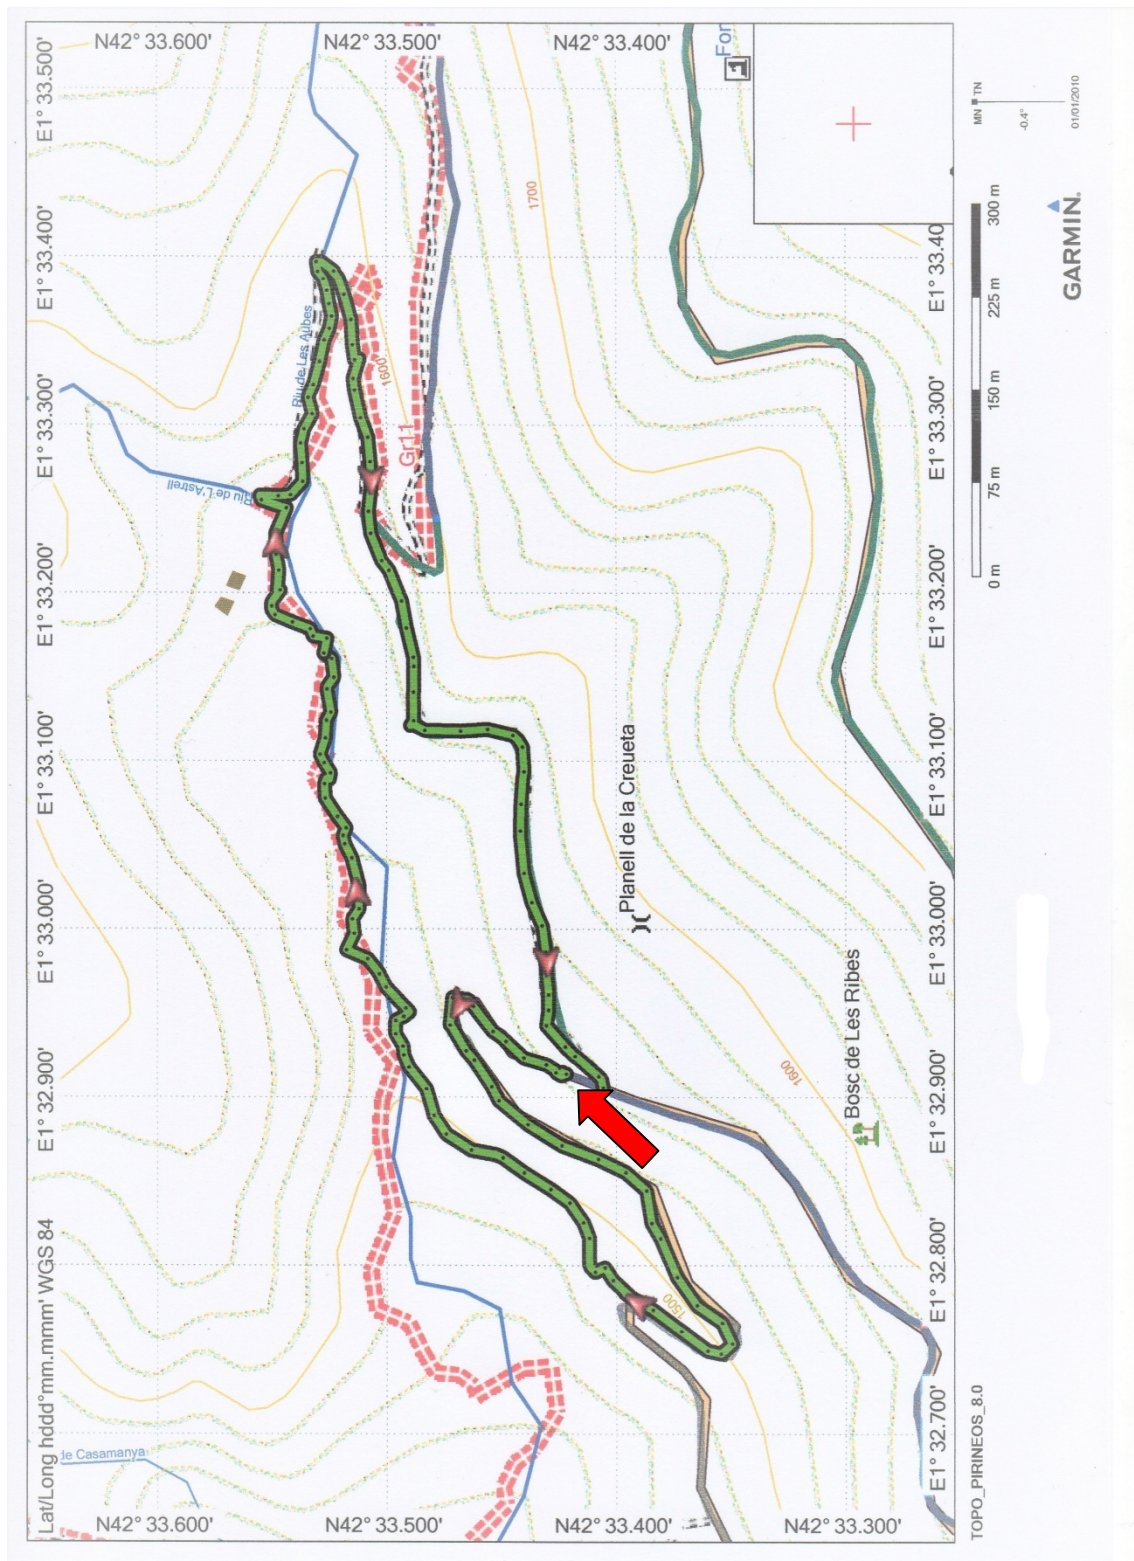 Lat/Long hddd°mm.mmm' WGS 84
N42° 33.600'
N42° 33.500'
N42° 33.400'
E1° 33.500'
E1° 33.400'
E1° 33.300'
E1° 33.200'
E1° 33.100'
E1° 33.000'
E1° 32.900'
E1° 32.800'
E1° 32.700'
E1° 33.40
E1° 33.300'
E1° 33.200'
E1° 33.100'
E1° 33.000'
E1° 32.900'
E1° 32.800'
E1° 32.700'
N42° 33.600'
N42° 33.500'
N42° 33.400'
N42° 33.300'
Riu de Les Aubes
Riu de L'Astrell
de Casamanya
Gr11
1600
1700
1600
1500
Planell de la Creueta
Bosc de Les Ribes
Fon
1
MN TN
-0.4°
01/01/2010
0 m 75 m 150 m 225 m 300 m
GARMIN.
TOPO_PIRINEOS_8.0